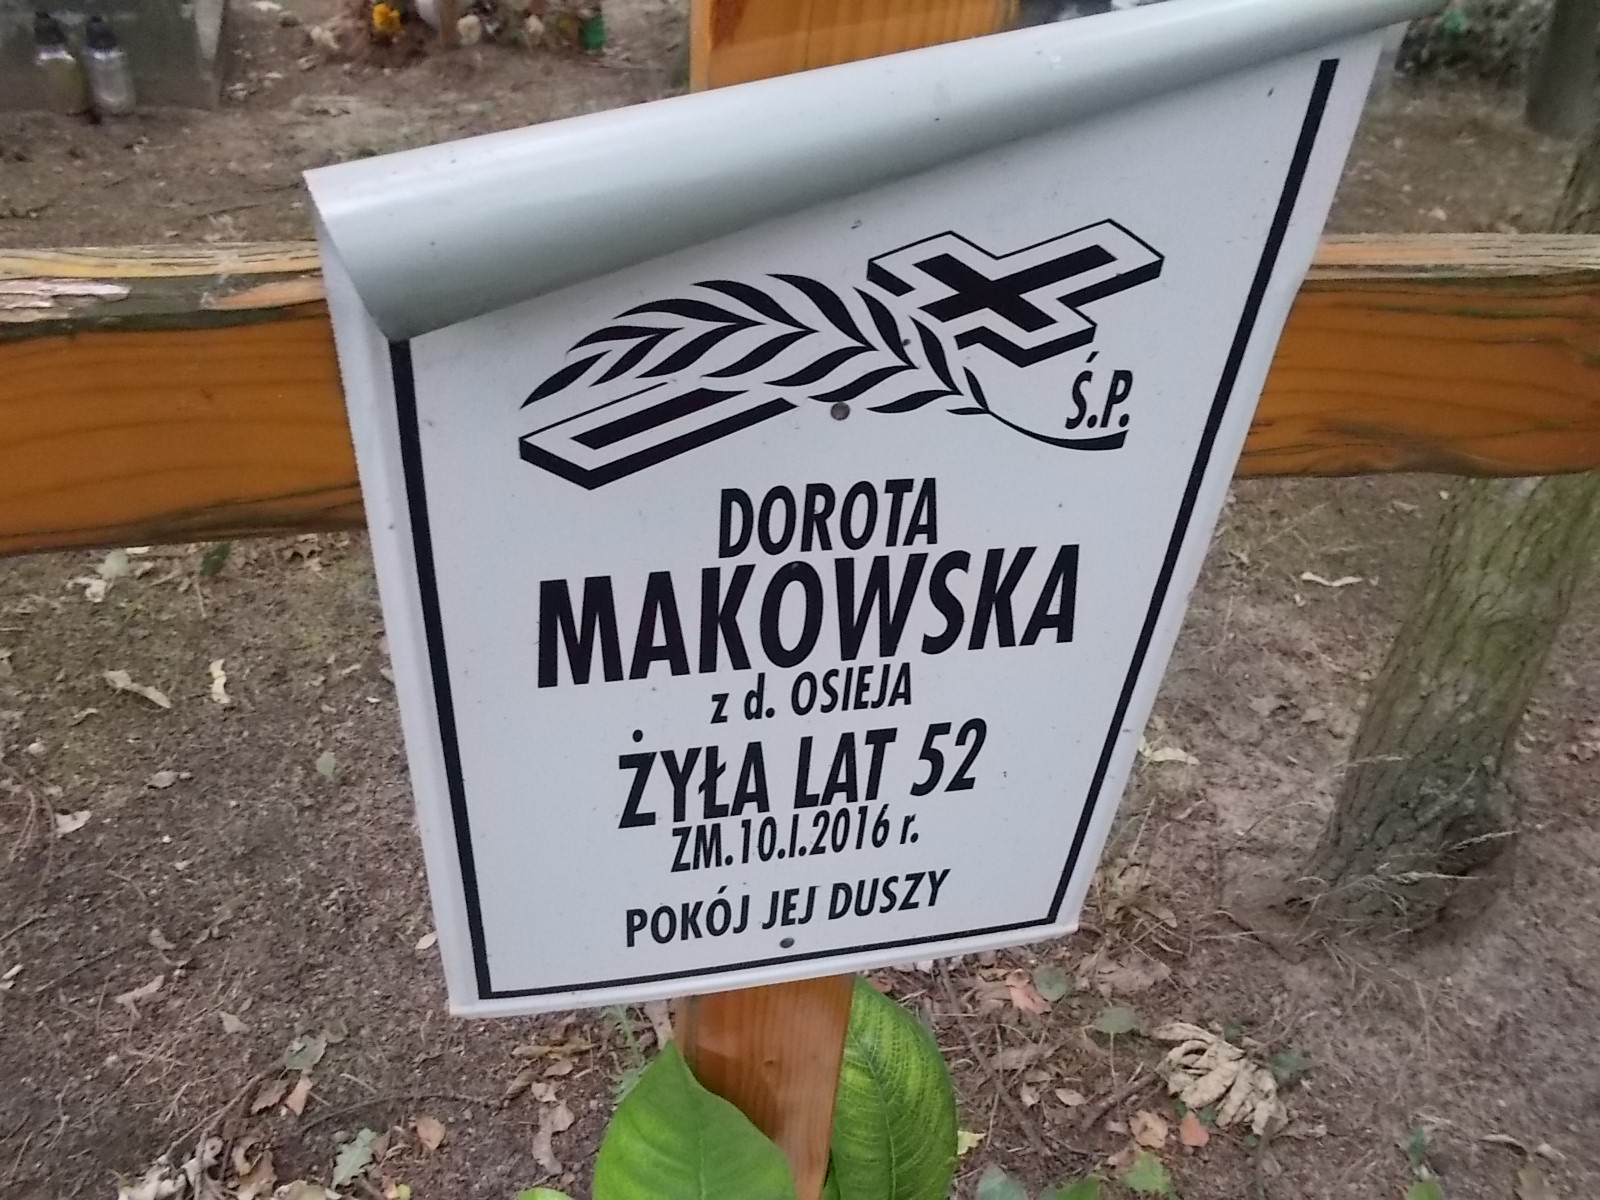 Ś.P.
DOROTA
MAKOWSKA
z d. OSIEJA
ŻYŁA LAT 52
ZM.10.I.2016 r.
POKÓJ JEJ DUSZY